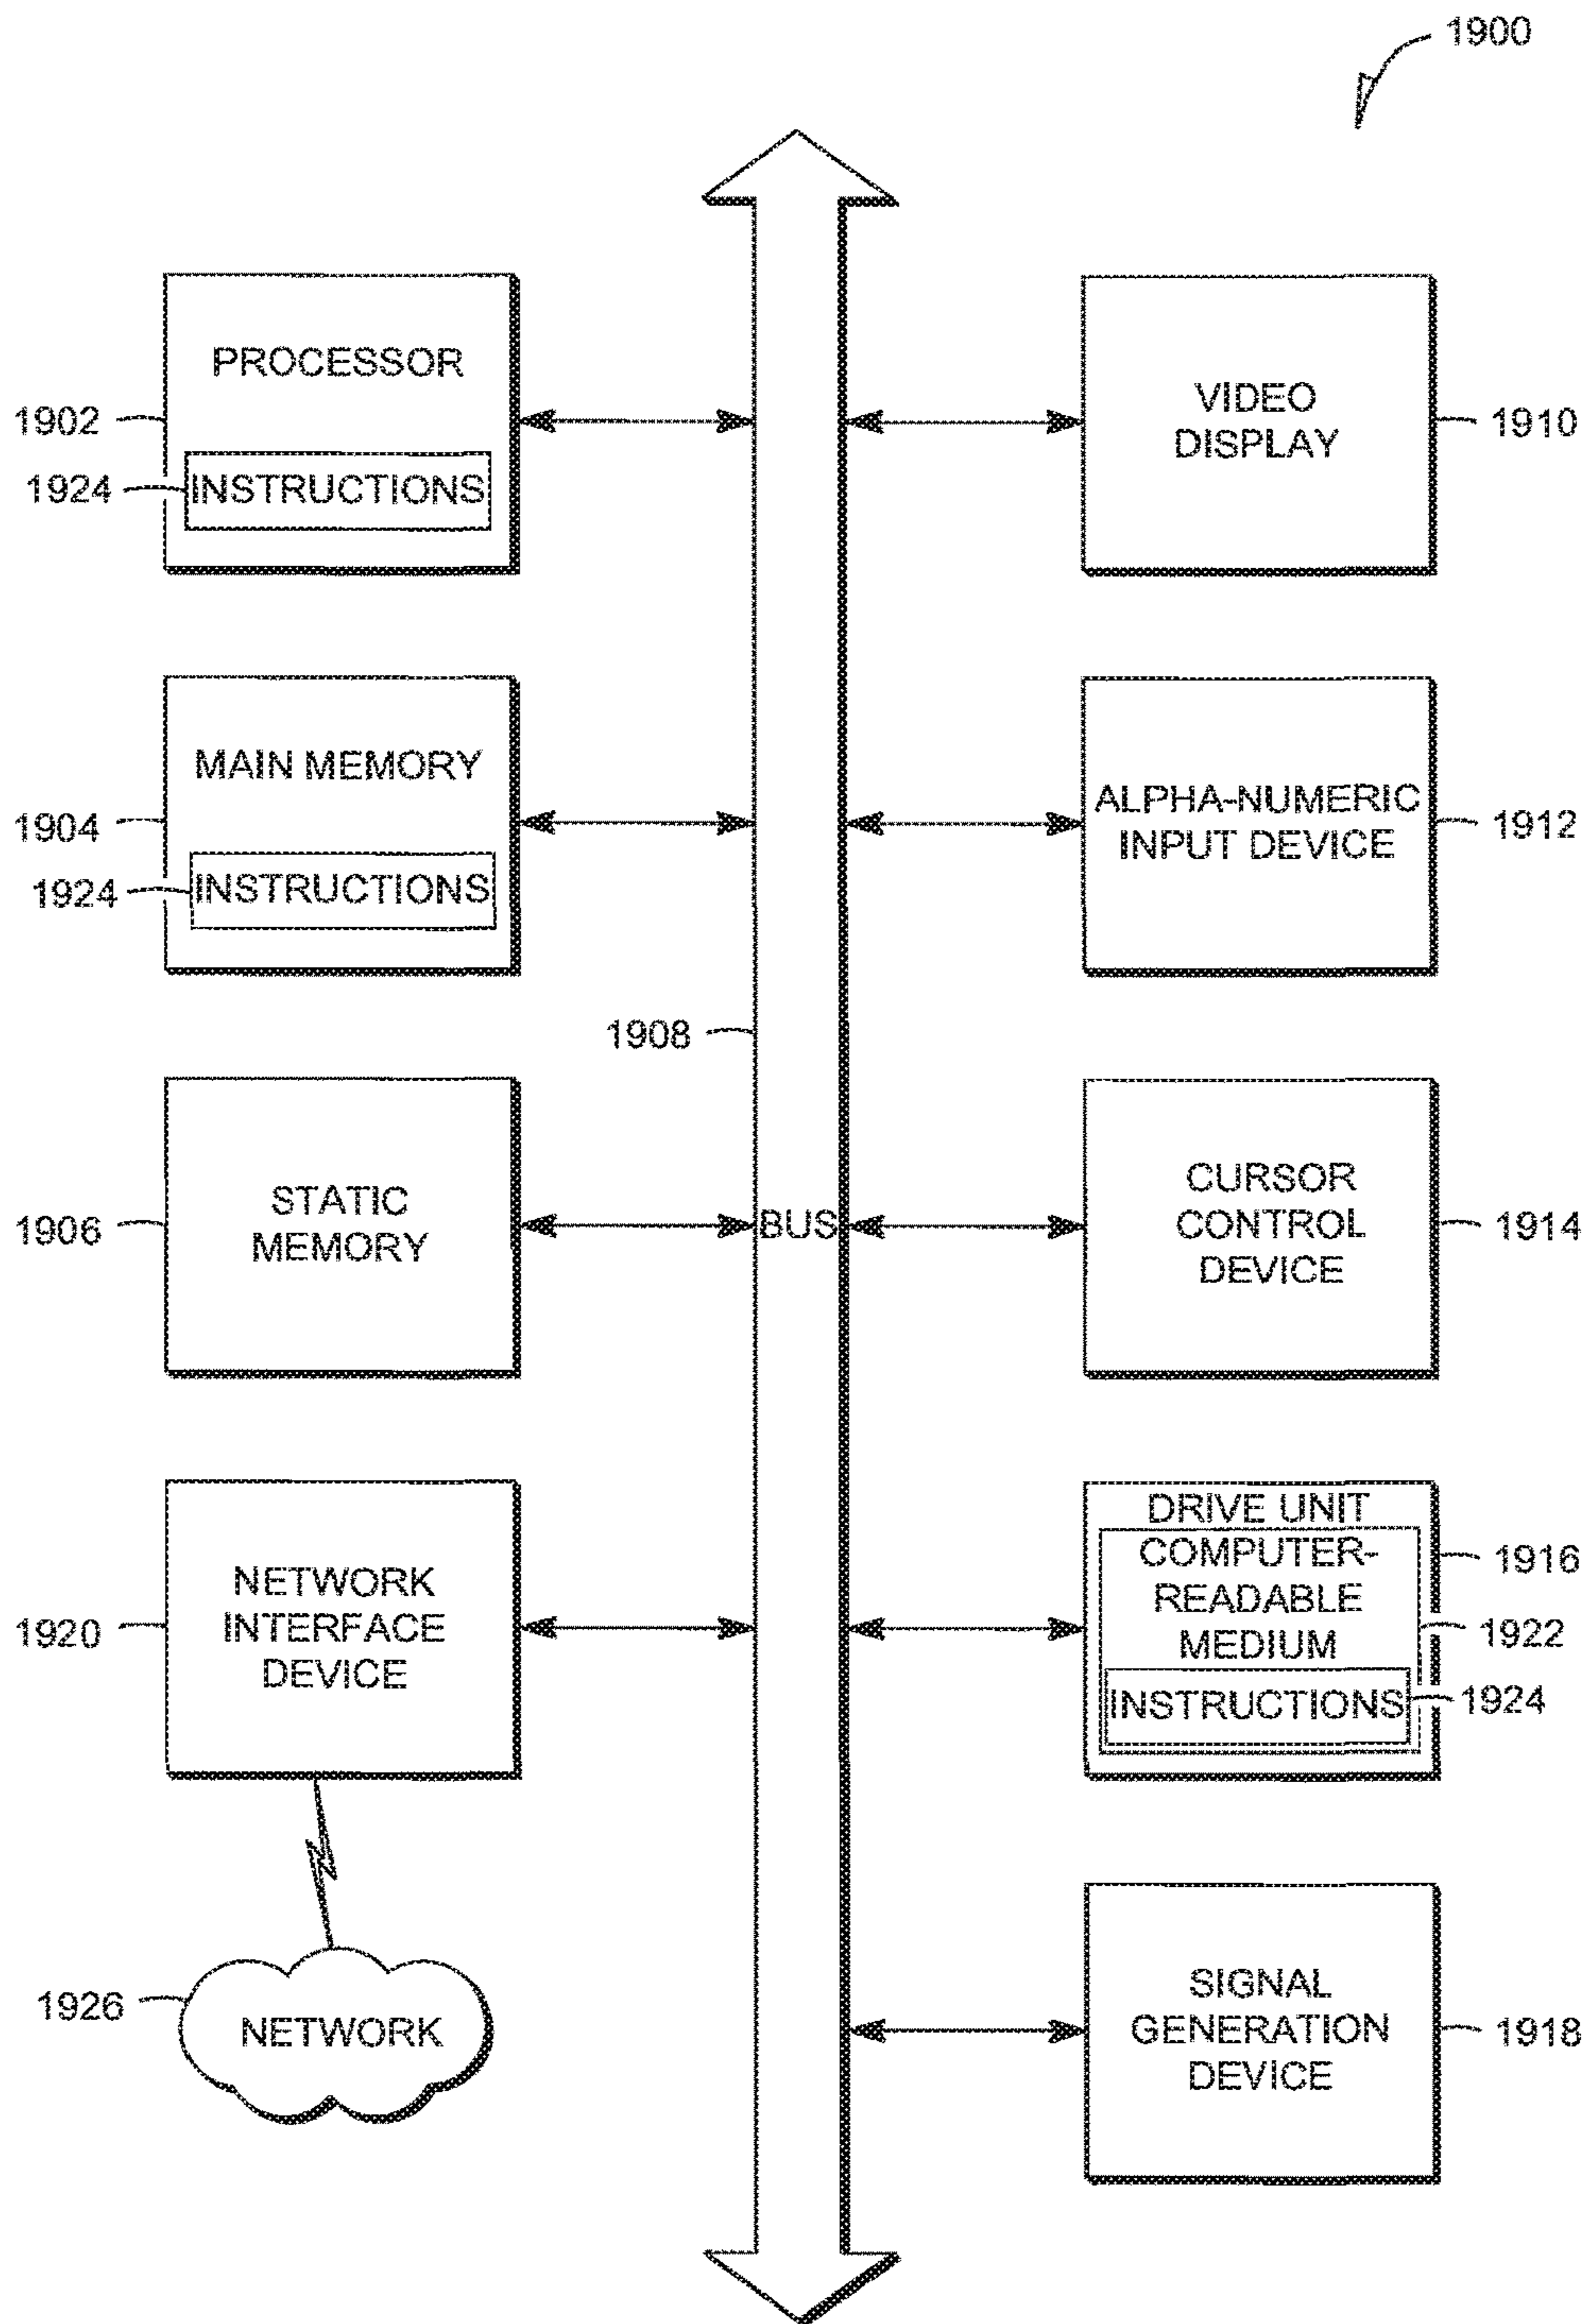 1900
PROCESSOR
1902
1924
INSTRUCTIONS
VIDEO
DISPLAY
1910
MAIN MEMORY
1904
1924
INSTRUCTIONS
ALPHA-NUMERIC
INPUT DEVICE
1912
1908
STATIC
MEMORY
1906
BUS
CURSOR
CONTROL
DEVICE
1914
NETWORK
INTERFACE
DEVICE
1920
DRIVE UNIT
COMPUTER-
READABLE
MEDIUM
INSTRUCTIONS
1916
1922
1924
1926
NETWORK
SIGNAL
GENERATION
DEVICE
1918